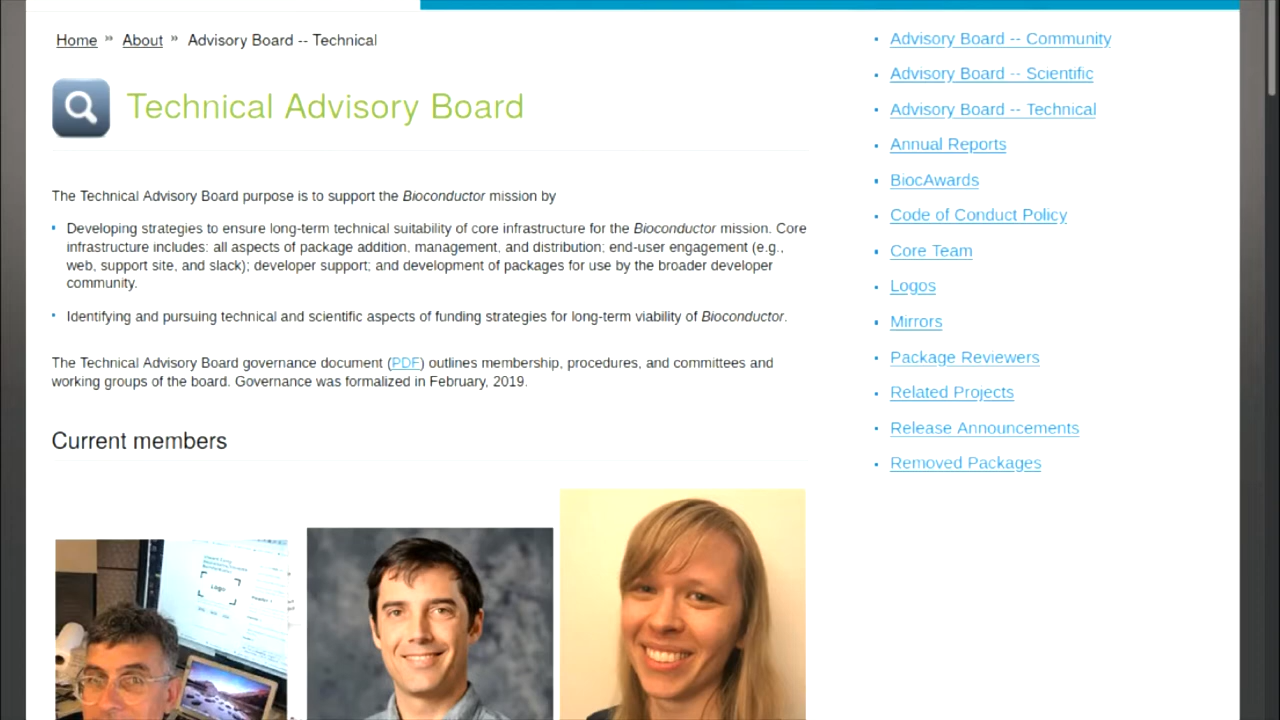 Home » About » Advisory Board -- Technical
Technical Advisory Board
The Technical Advisory Board purpose is to support the Bioconductor mission by
Developing strategies to ensure long-term technical suitability of core infrastructure for the Bioconductor mission. Core
infrastructure includes: all aspects of package addition, management, and distribution; end-user engagement (e.g.,
web, support site, and slack); developer support; and development of packages for use by the broader developer
community.
Identifying and pursuing technical and scientific aspects of funding strategies for long-term viability of Bioconductor.
The Technical Advisory Board governance document (PDF) outlines membership, procedures, and committees and
working groups of the board. Governance was formalized in February, 2019.
Current members
Logo
Advisory Board -- Community
Advisory Board -- Scientific
Advisory Board -- Technical
Annual Reports
BiocAwards
Code of Conduct Policy
Core Team
Logos
Mirrors
Package Reviewers
Related Projects
Release Announcements
Removed Packages